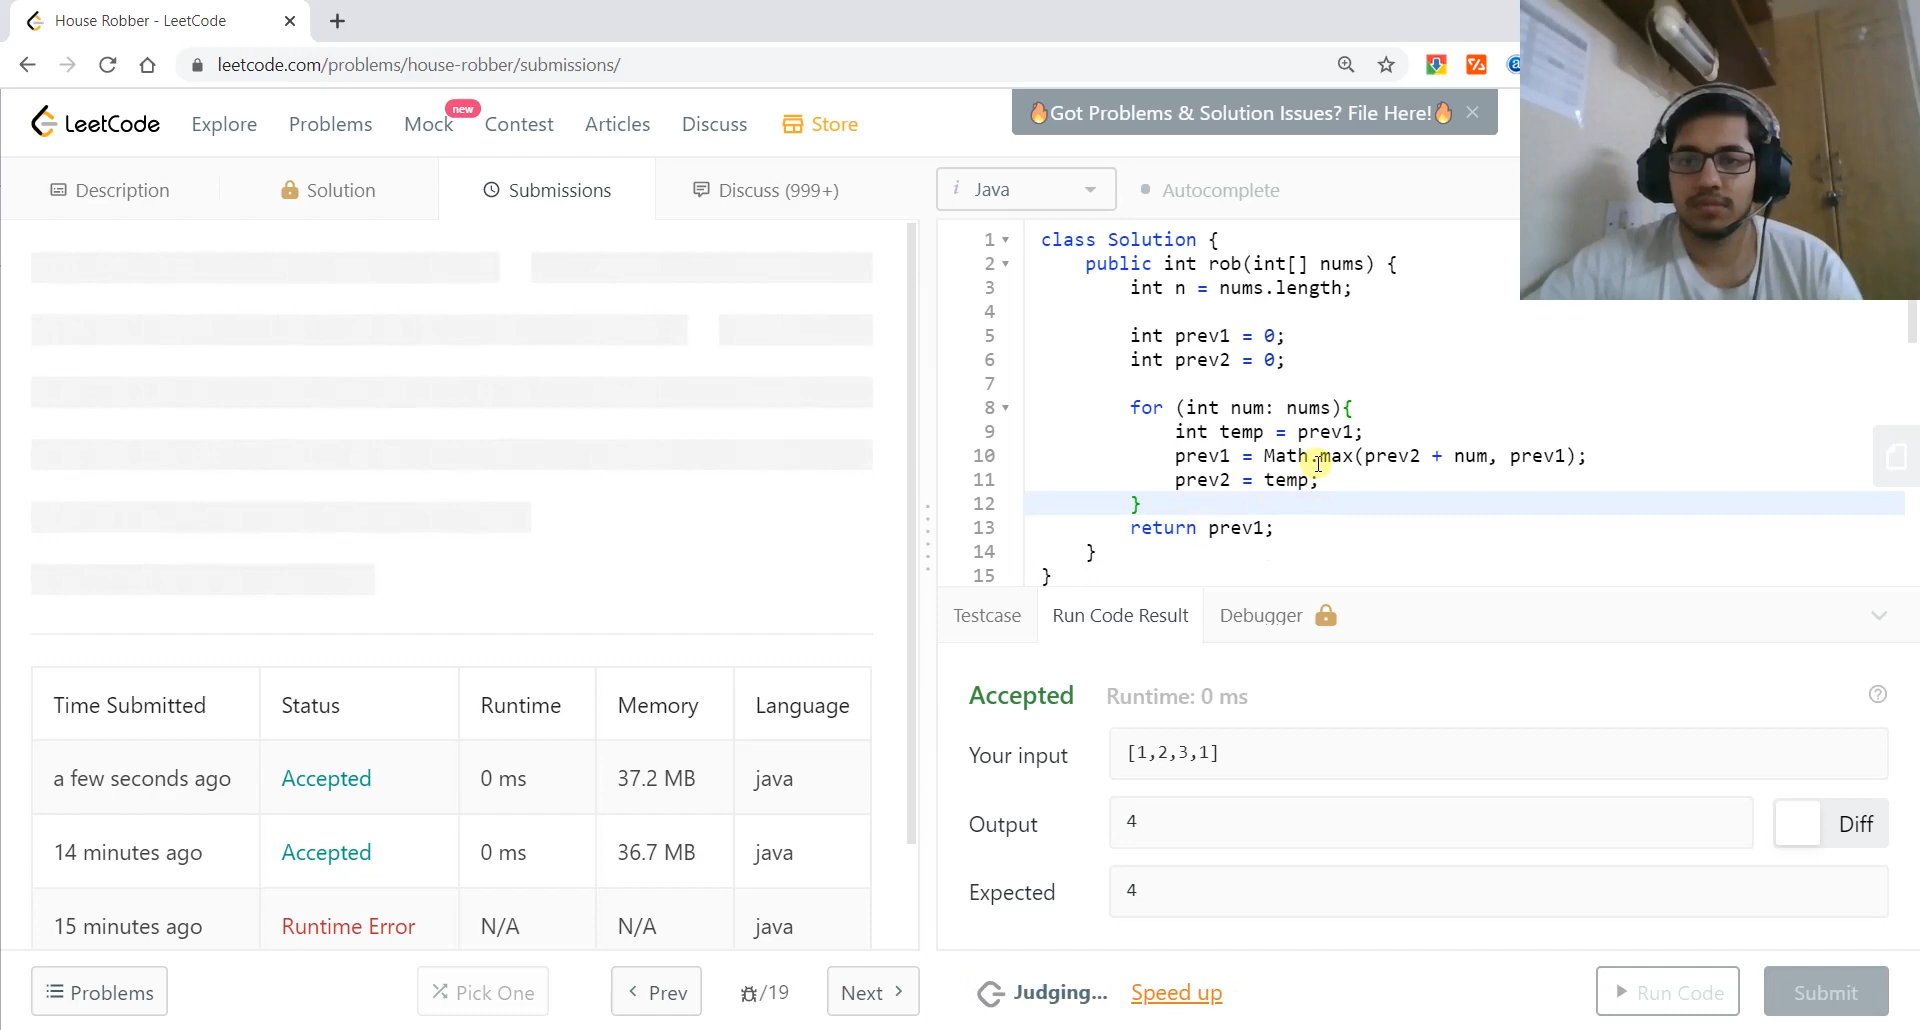 House Robber - LeetCode
leetcode.com/problems/house-robber/submissions/
LeetCode
Explore
Problems
Mock
new
Contest
Articles
Discuss
Store
🔥Got Problems & Solution Issues? File Here!🔥
Description
Solution
Submissions
Discuss (999+)
i Java
Autocomplete
1 class Solution {
2 public int rob(int[] nums) {
3 int n = nums.length;
4
5 int prev1 = 0;
6 int prev2 = 0;
7
8 for (int num: nums){
9 int temp = prev1;
10 prev1 = Math.max(prev2 + num, prev1);
11 prev2 = temp;
12 }
13 return prev1;
14 }
15 }
Testcase
Run Code Result
Debugger
Accepted Runtime: 0 ms
Your input [1,2,3,1]
Output 4
Diff
Expected 4
Time Submitted Status Runtime Memory Language
a few seconds ago Accepted 0 ms 37.2 MB java
14 minutes ago Accepted 0 ms 36.7 MB java
15 minutes ago Runtime Error N/A N/A java
Problems
Pick One
Prev
/19
Next
Judging...
Speed up
Run Code
Submit